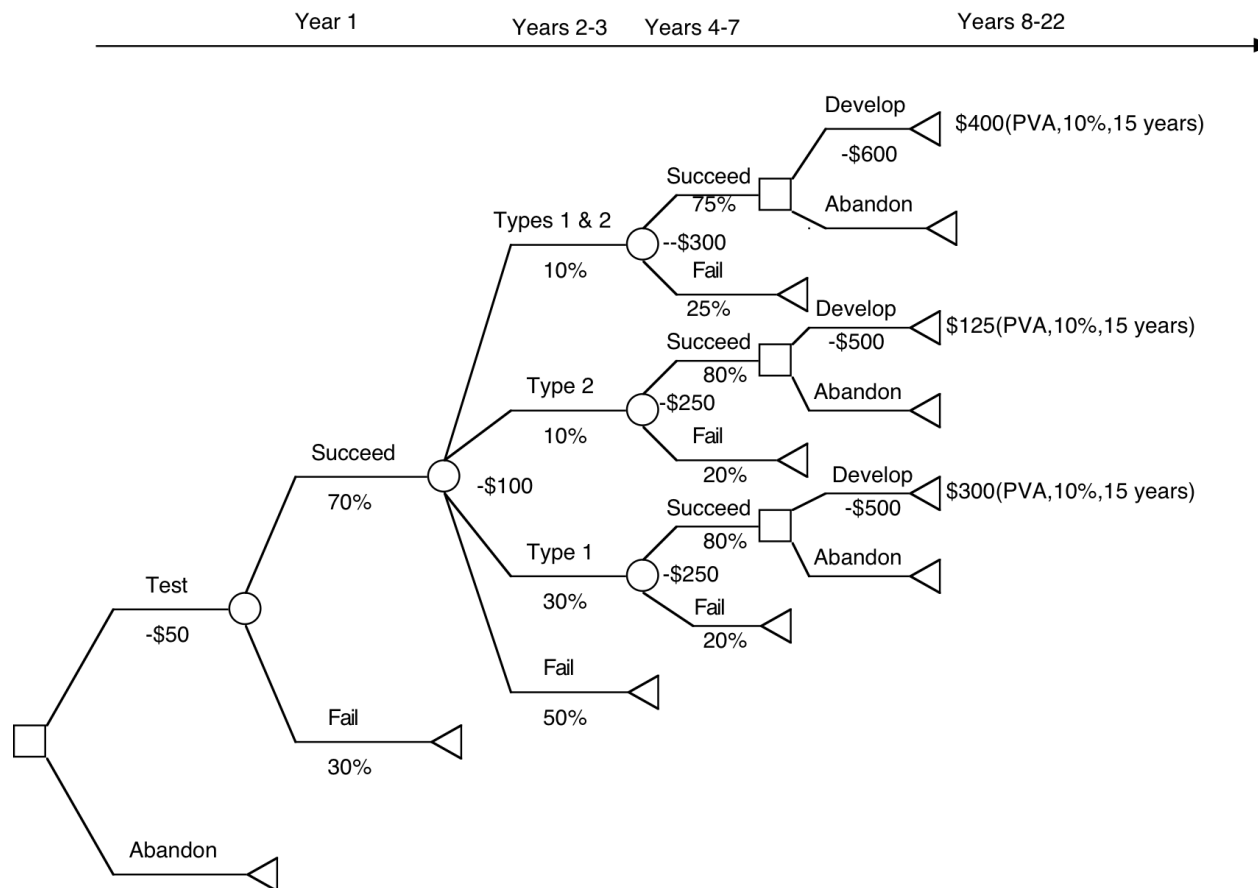 Year 1
Years 2-3
Years 4-7
Years 8-22
Develop
$400(PVA,10%,15 years)
-$600
Succeed
75%
Abandon
Types 1 & 2
10%
--$300
Fail
25%
Develop
$125(PVA,10%,15 years)
-$500
Succeed
80%
Abandon
Type 2
10%
-$250
Fail
20%
Succeed
70%
-$100
Develop
$300(PVA,10%,15 years)
-$500
Succeed
80%
Abandon
Type 1
30%
-$250
Fail
20%
Test
-$50
Fail
50%
Fail
30%
Abandon